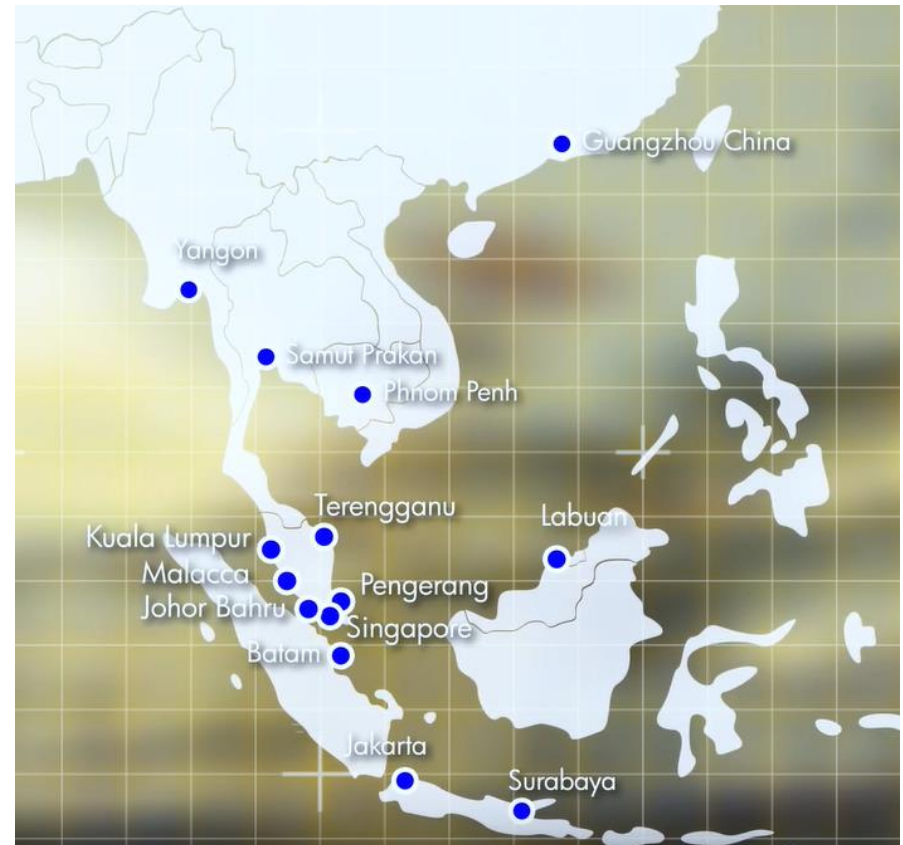 Guangzhou China
Yangon
Samut Prakan
Phnom Penh
Terengganu
Labuan
Kuala Lumpur
Malacca
Pengerang
Johor Bahru
Singapore
Batam
Jakarta
Surabaya